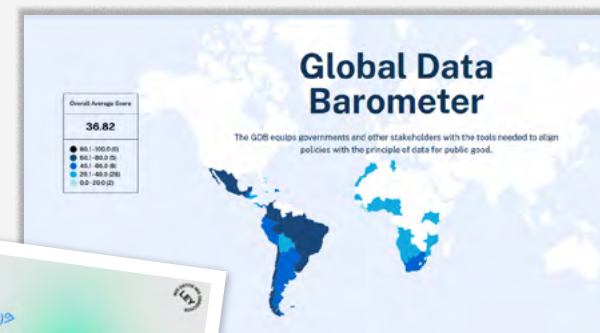 Global Data
Barometer
The GDB equips governments and other stakeholders with the tools needed to align
policies with the principle of data for public good.
Overall Average Score
36.82
80.1-100.0 (0)
60.1-80.0 (5)
40.1-60.0 (8)
20.1-40.0 (28)
0.0-20.0 (2)
LEY